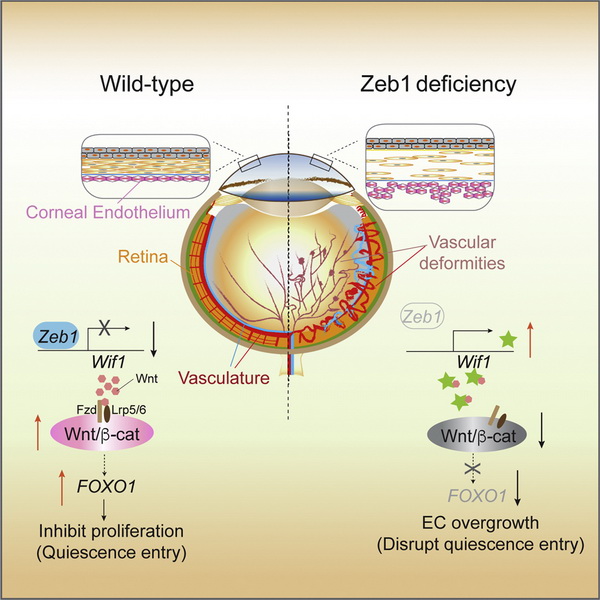 Wild-type
Zeb1 deficiency
Corneal Endothelium
Retina
Vascular
deformities
Vasculature
Zeb1
Wif1
Wnt
Fzd
Lrp5/6
Wnt/β-cat
FOXO1
Inhibit proliferation
(Quiescence entry)
Zeb1
Wif1
Wnt/β-cat
FOXO1
EC overgrowth
(Disrupt quiescence entry)